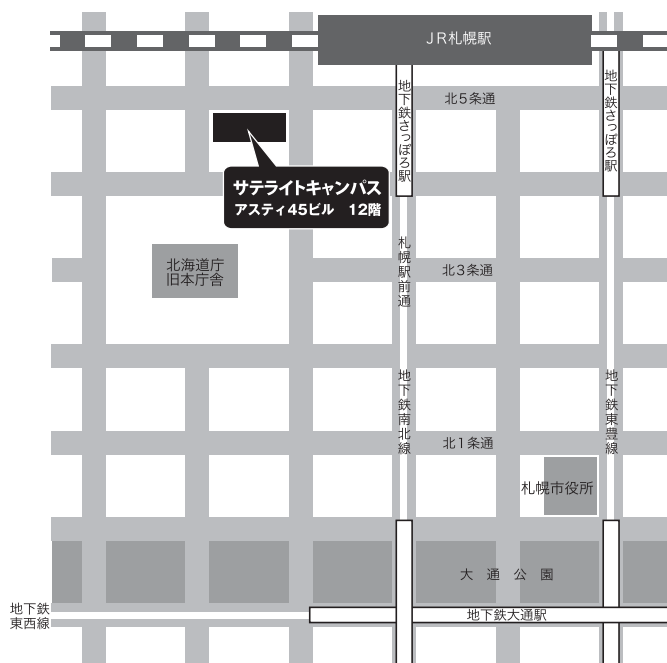 JR札幌駅
北5条通
地下鉄さっぽろ駅
地下鉄さっぽろ駅
サテライトキャンパス
アスティ45ビル 12階
札幌駅前通
北海道庁
旧本庁舎
北3条通
地下鉄南北線
地下鉄東豊線
北1条通
札幌市役所
大通公園
地下鉄
東西線
地下鉄大通駅